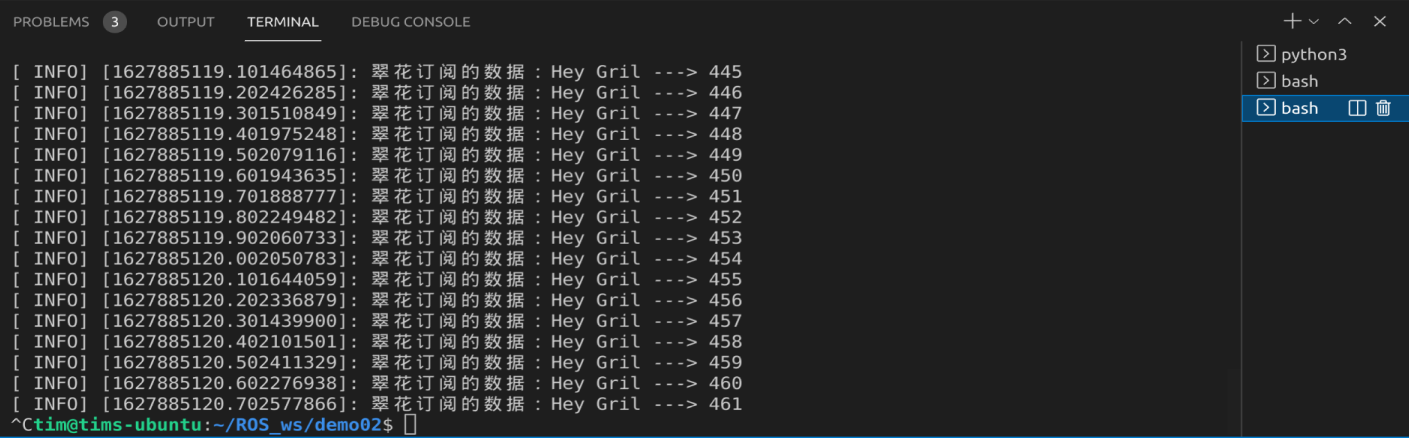 PROBLEMS 3 OUTPUT TERMINAL DEBUG CONSOLE
[ INFO] [1627885119.101464865]: 翠花订阅的数据：Hey Gril ---> 445
[ INFO] [1627885119.202426285]: 翠花订阅的数据：Hey Gril ---> 446
[ INFO] [1627885119.301510849]: 翠花订阅的数据：Hey Gril ---> 447
[ INFO] [1627885119.401975248]: 翠花订阅的数据：Hey Gril ---> 448
[ INFO] [1627885119.502079116]: 翠花订阅的数据：Hey Gril ---> 449
[ INFO] [1627885119.601943635]: 翠花订阅的数据：Hey Gril ---> 450
[ INFO] [1627885119.701888777]: 翠花订阅的数据：Hey Gril ---> 451
[ INFO] [1627885119.802249482]: 翠花订阅的数据：Hey Gril ---> 452
[ INFO] [1627885119.902060733]: 翠花订阅的数据：Hey Gril ---> 453
[ INFO] [1627885120.002050783]: 翠花订阅的数据：Hey Gril ---> 454
[ INFO] [1627885120.101644059]: 翠花订阅的数据：Hey Gril ---> 455
[ INFO] [1627885120.202336879]: 翠花订阅的数据：Hey Gril ---> 456
[ INFO] [1627885120.301439900]: 翠花订阅的数据：Hey Gril ---> 457
[ INFO] [1627885120.402101501]: 翠花订阅的数据：Hey Gril ---> 458
[ INFO] [1627885120.502411329]: 翠花订阅的数据：Hey Gril ---> 459
[ INFO] [1627885120.602276938]: 翠花订阅的数据：Hey Gril ---> 460
[ INFO] [1627885120.702577866]: 翠花订阅的数据：Hey Gril ---> 461
^Ctim@tims-ubuntu:~/ROS_ws/demo02$
python3
bash
bash